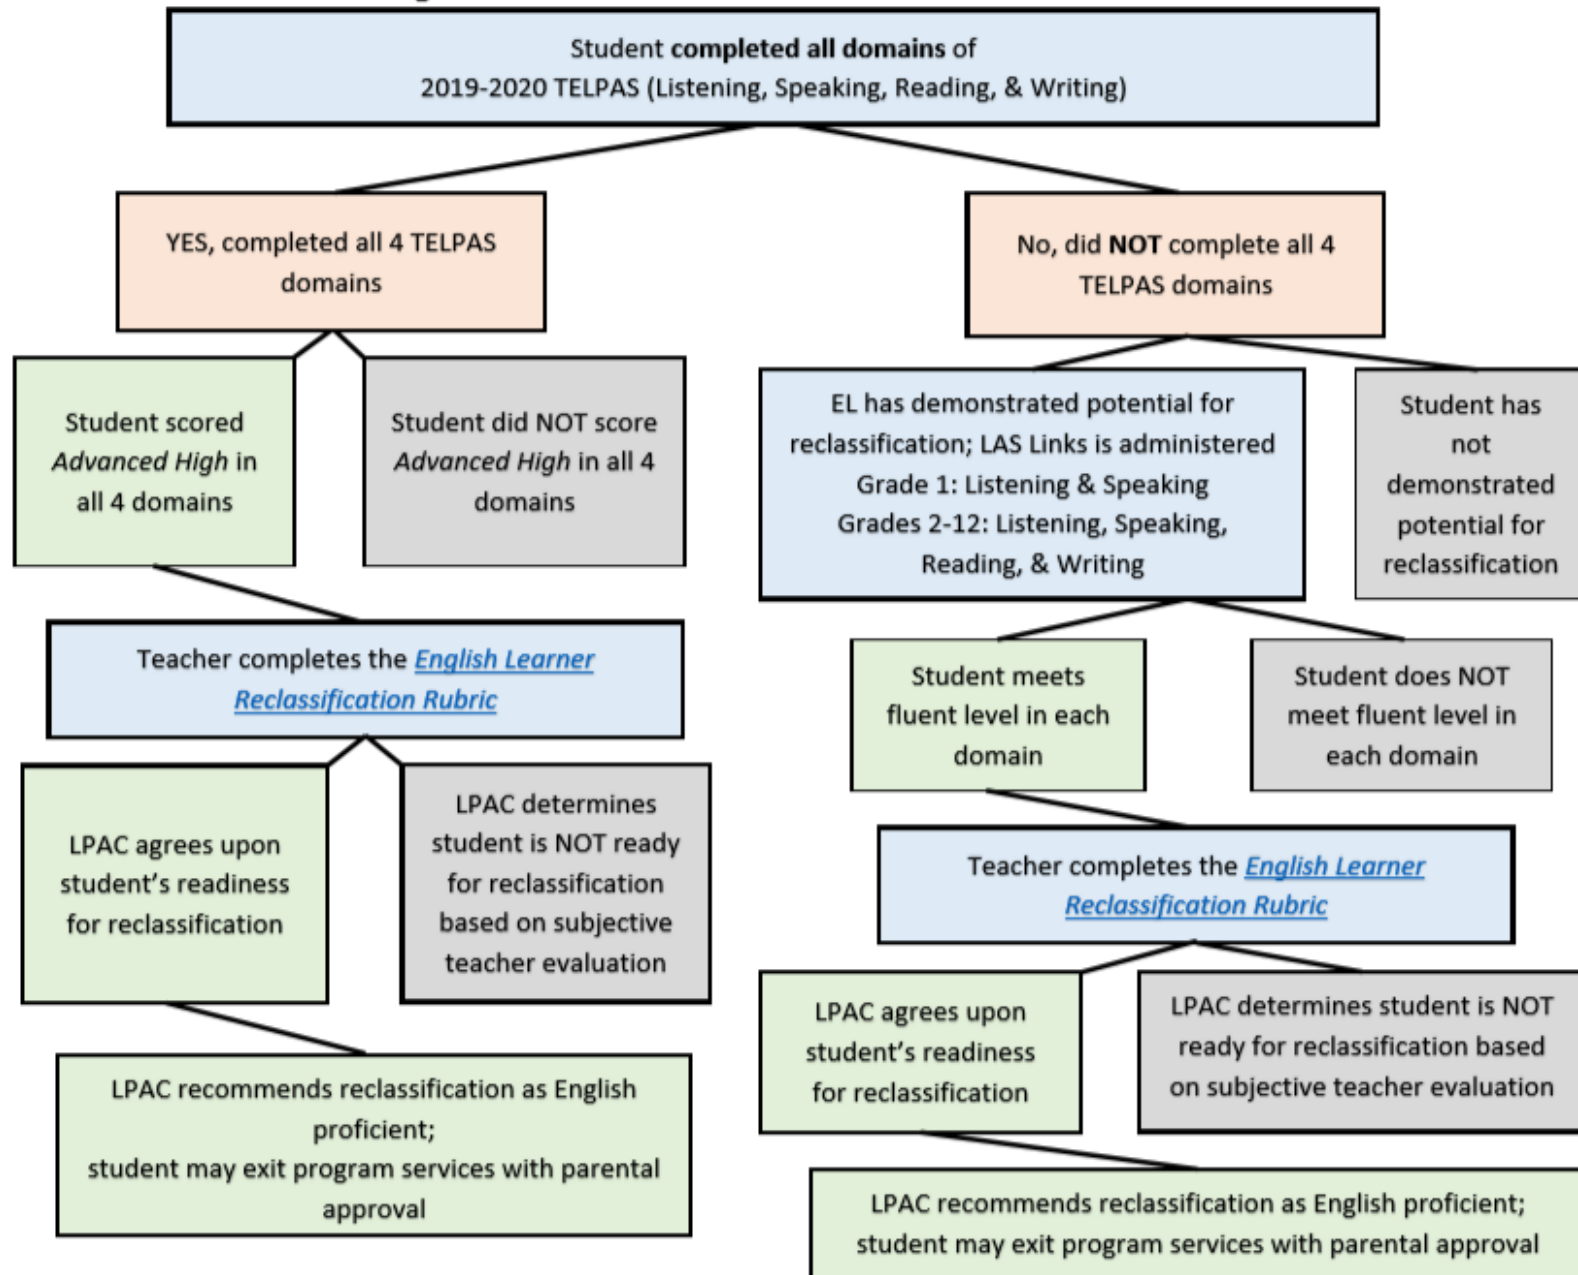 Student completed all domains of
2019-2020 TELPAS (Listening, Speaking, Reading, & Writing)
YES, completed all 4 TELPAS
domains
No, did NOT complete all 4
TELPAS domains
Student scored
Advanced High in
all 4 domains
Student did NOT score
Advanced High in all 4
domains
EL has demonstrated potential for
reclassification; LAS Links is administered
Grade 1: Listening & Speaking
Grades 2-12: Listening, Speaking,
Reading, & Writing
Student has
not
demonstrated
potential for
reclassification
Teacher completes the English Learner
Reclassification Rubric
Student meets
fluent level in each
domain
Student does NOT
meet fluent level in
each domain
LPAC agrees upon
student's readiness
for reclassification
LPAC determines
student is NOT ready
for reclassification
based on subjective
teacher evaluation
Teacher completes the English Learner
Reclassification Rubric
LPAC agrees upon
student's readiness
for reclassification
LPAC determines student is NOT
ready for reclassification based
on subjective teacher evaluation
LPAC recommends reclassification as English
proficient;
student may exit program services with parental
approval
LPAC recommends reclassification as English proficient;
student may exit program services with parental approval